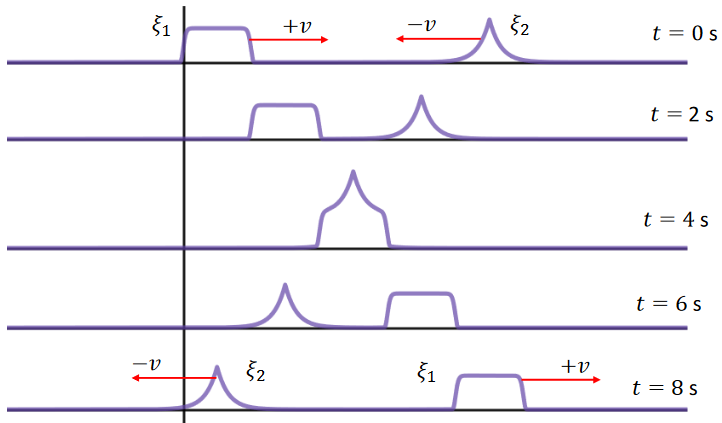 ξ₁ +v −v ξ₂ t = 0 s
t = 2 s
t = 4 s
t = 6 s
−v ξ₂ ξ₁ +v t = 8 s